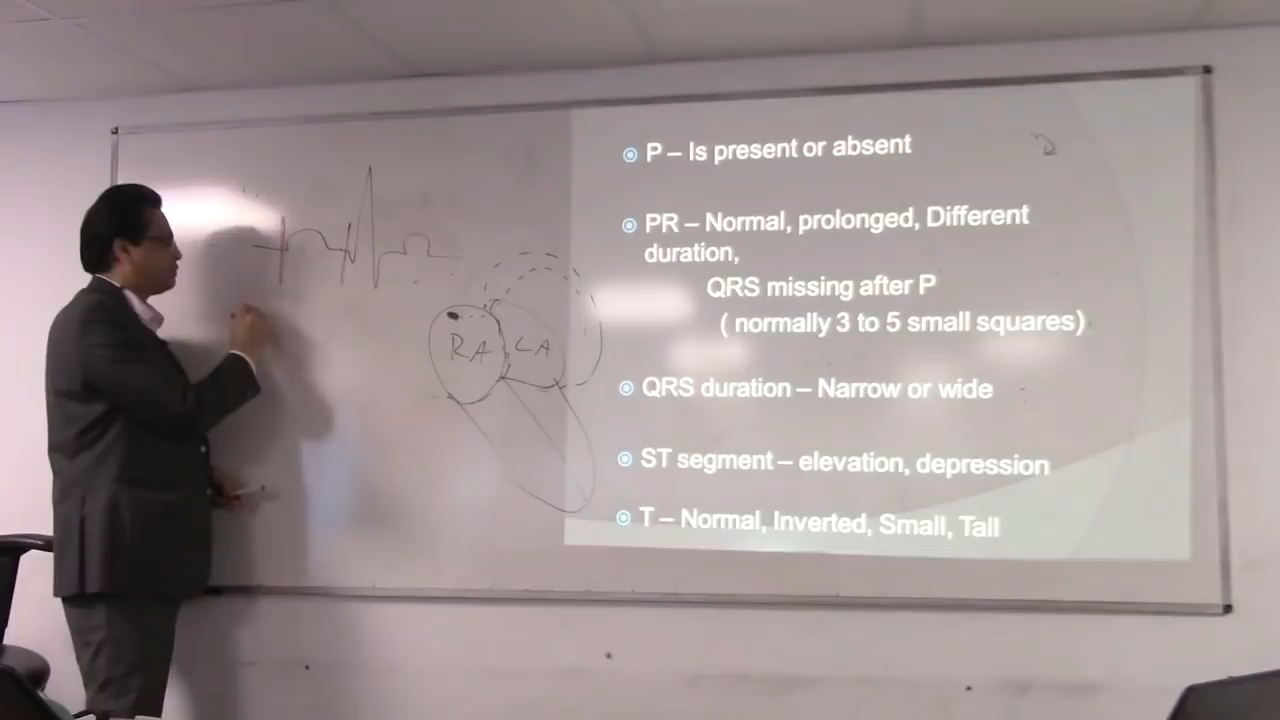 P – Is present or absent
PR – Normal, prolonged, Different
duration,
QRS missing after P
( normally 3 to 5 small squares)
RA LA
QRS duration – Narrow or wide
ST segment – elevation, depression
T – Normal, Inverted, Small, Tall